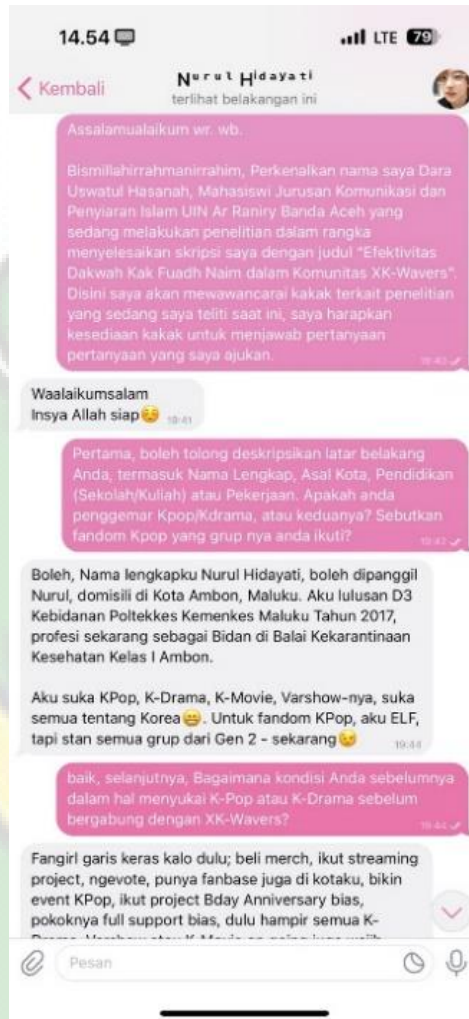 14.54
LTE 79
Kembali
Nurul Hidayati
terlihat belakangan ini
Assalamualaikum wr. wb.
Bismillahirrahmanirrahim, Perkenalkan nama saya Dara
Uswatul Hasanah, Mahasiswi Jurusan Komunikasi dan
Penyiaran Islam UIN Ar Raniry Banda Aceh yang
sedang melakukan penelitian dalam rangka
menyelesaikan skripsi saya dengan judul "Efektivitas
Dakwah Kak Fuadh Naim dalam Komunitas XK-Wavers".
Disini saya akan mewawancarai kakak terkait penelitian
yang sedang saya teliti saat ini, saya harapkan
kesediaan kakak untuk menjawab pertanyaan
pertanyaan yang saya ajukan.
19:40
Waalaikumsalam
Insya Allah siap😊 19:41
Pertama, boleh tolong deskripsikan latar belakang
Anda, termasuk Nama Lengkap, Asal Kota, Pendidikan
(Sekolah/Kuliah) atau Pekerjaan. Apakah anda
penggemar Kpop/Kdrama, atau keduanya? Sebutkan
fandom Kpop yang grup nya anda ikuti?
19:42
Boleh, Nama lengkapku Nurul Hidayati, boleh dipanggil
Nurul, domisili di Kota Ambon, Maluku. Aku lulusan D3
Kebidanan Poltekkes Kemenkes Maluku Tahun 2017,
profesi sekarang sebagai Bidan di Balai Kekarantinaan
Kesehatan Kelas I Ambon.
Aku suka KPop, K-Drama, K-Movie, Varshow-nya, suka
semua tentang Korea😄. Untuk fandom KPop, aku ELF,
tapi stan semua grup dari Gen 2 - sekarang😉
19:44
baik, selanjutnya, Bagaimana kondisi Anda sebelumnya
dalam hal menyukai K-Pop atau K-Drama sebelum
bergabung dengan XK-Wavers?
19:44
Fangirl garis keras kalo dulu; beli merch, ikut streaming
project, ngevote, punya fanbase juga di kotaku, bikin
event KPop, ikut project Bday Anniversary bias,
pokoknya full support bias, dulu hampir semua K-
Pesan